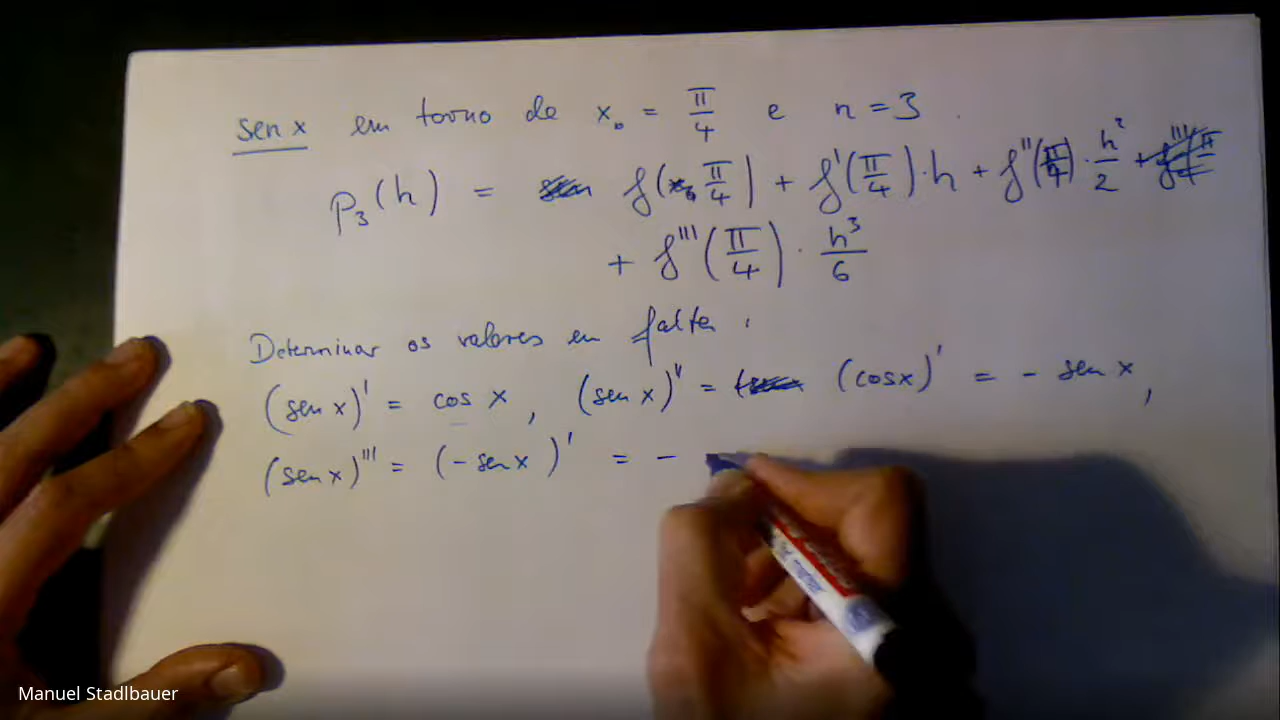 sen x em torno de x₀ = π/4 e n = 3.
P₃(h) = f(π/4) + f'(π/4)·h + f''(π/4)·h²/2
+ f'''(π/4)·h³/6
Determinar os valores em falta:
(sen x)' = cos x, (sen x)'' = (cosx)' = - sen x,
(sen x)''' = (-sen x)' = -
Manuel Stadlbauer